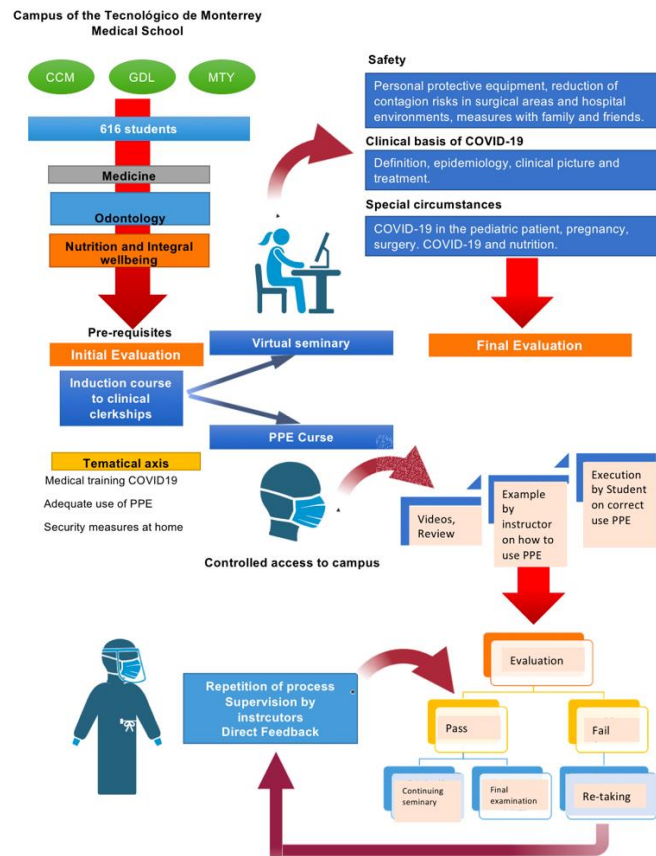 Campus of the Tecnológico de Monterrey
Medical School
CCM
GDL
MTY
616 students
Medicine
Odontology
Nutrition and Integral
wellbeing
Pre-requisites
Initial Evaluation
Induction course
to clinical
clerkships
Virtual seminary
PPE Curse
Tematical axis
Medical training COVID19
Adequate use of PPE
Security measures at home
Safety
Personal protective equipment, reduction of
contagion risks in surgical areas and hospital
environments, measures with family and friends.
Clinical basis of COVID-19
Definition, epidemiology, clinical picture and
treatment.
Special circumstances
COVID-19 in the pediatric patient, pregnancy,
surgery. COVID-19 and nutrition.
Final Evaluation
Controlled access to campus
Videos,
Review
Example
by
instructor
on how to
use PPE
Execution
by Student
on correct
use PPE
Evaluation
Pass
Fail
Continuing
seminary
Final
examination
Re-taking
Repetition of process
Supervision by
instrcutors
Direct Feedback